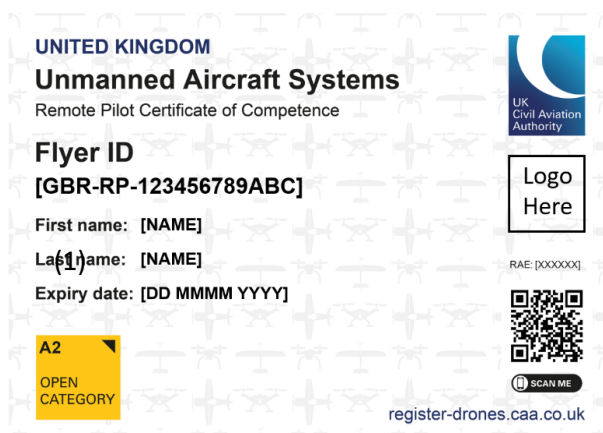 UNITED KINGDOM
Unmanned Aircraft Systems
Remote Pilot Certificate of Competence
UK
Civil Aviation
Authority
Flyer ID
[GBR-RP-123456789ABC]
Logo
Here
First name: [NAME]
Last name: [NAME]
(1)
RAE: [XXXXXX]
Expiry date: [DD MMMM YYYY]
A2
OPEN
CATEGORY
SCAN ME
register-drones.caa.co.uk